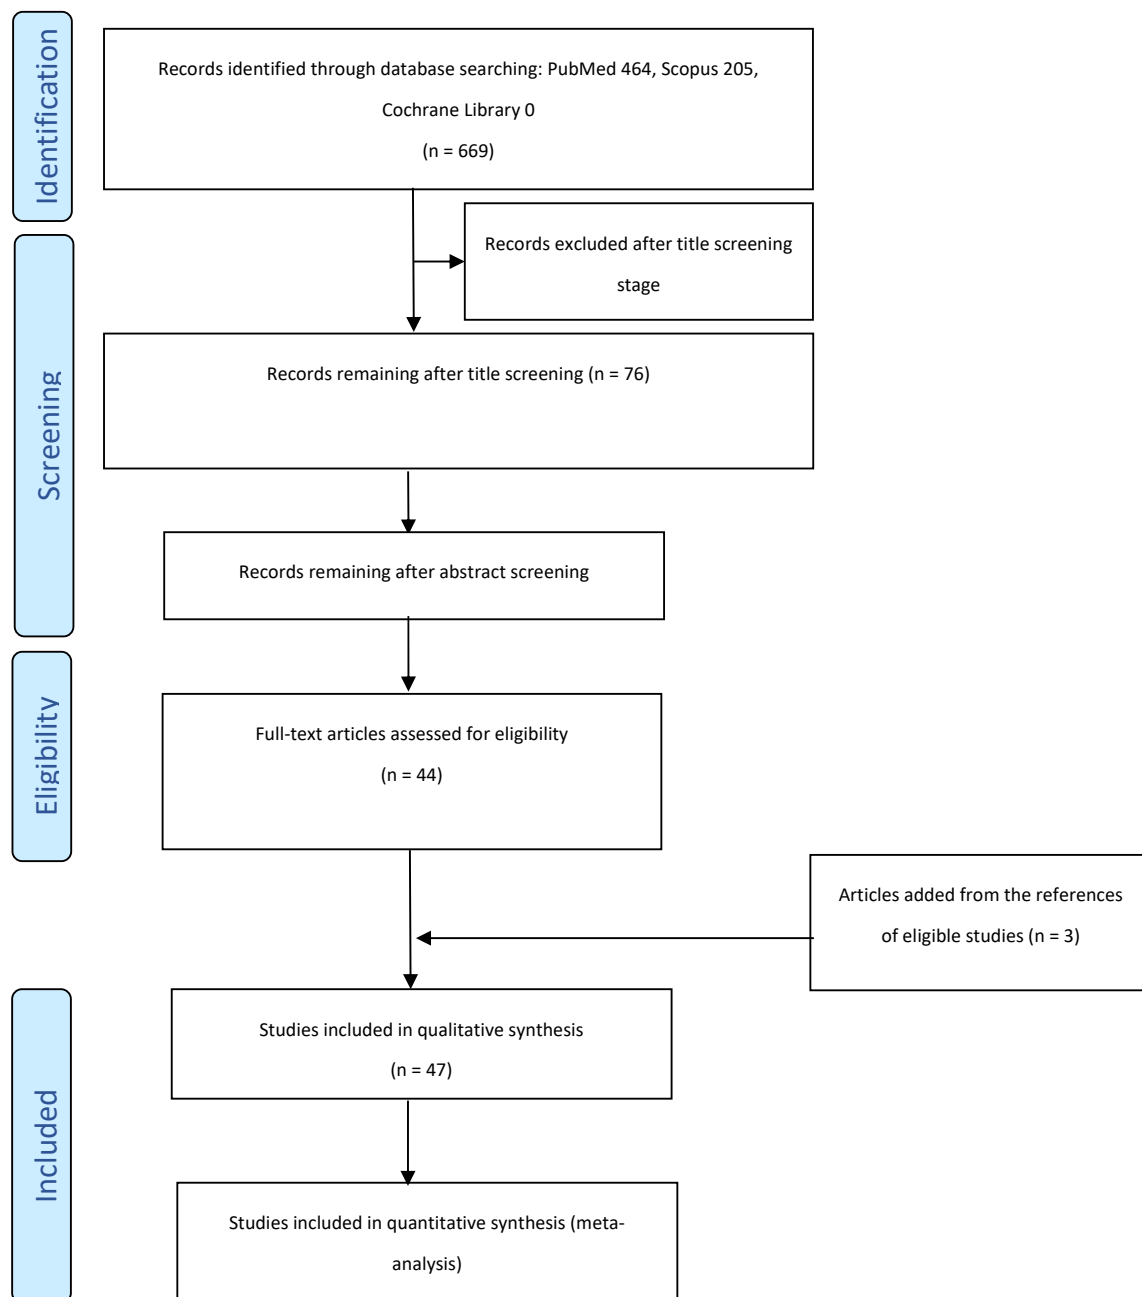 Identification
Records identified through database searching: PubMed 464, Scopus 205,
Cochrane Library 0
(n = 669)
Records excluded after title screening
stage
Screening
Records remaining after title screening (n = 76)
Records remaining after abstract screening
Eligibility
Full-text articles assessed for eligibility
(n = 44)
Articles added from the references
of eligible studies (n = 3)
Included
Studies included in qualitative synthesis
(n = 47)
Studies included in quantitative synthesis (meta-
analysis)